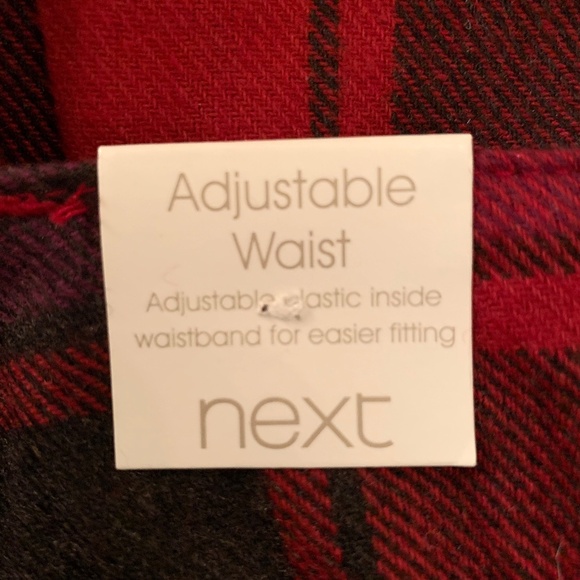 Adjustable
Waist
Adjustable elastic inside
waistband for easier fitting
next